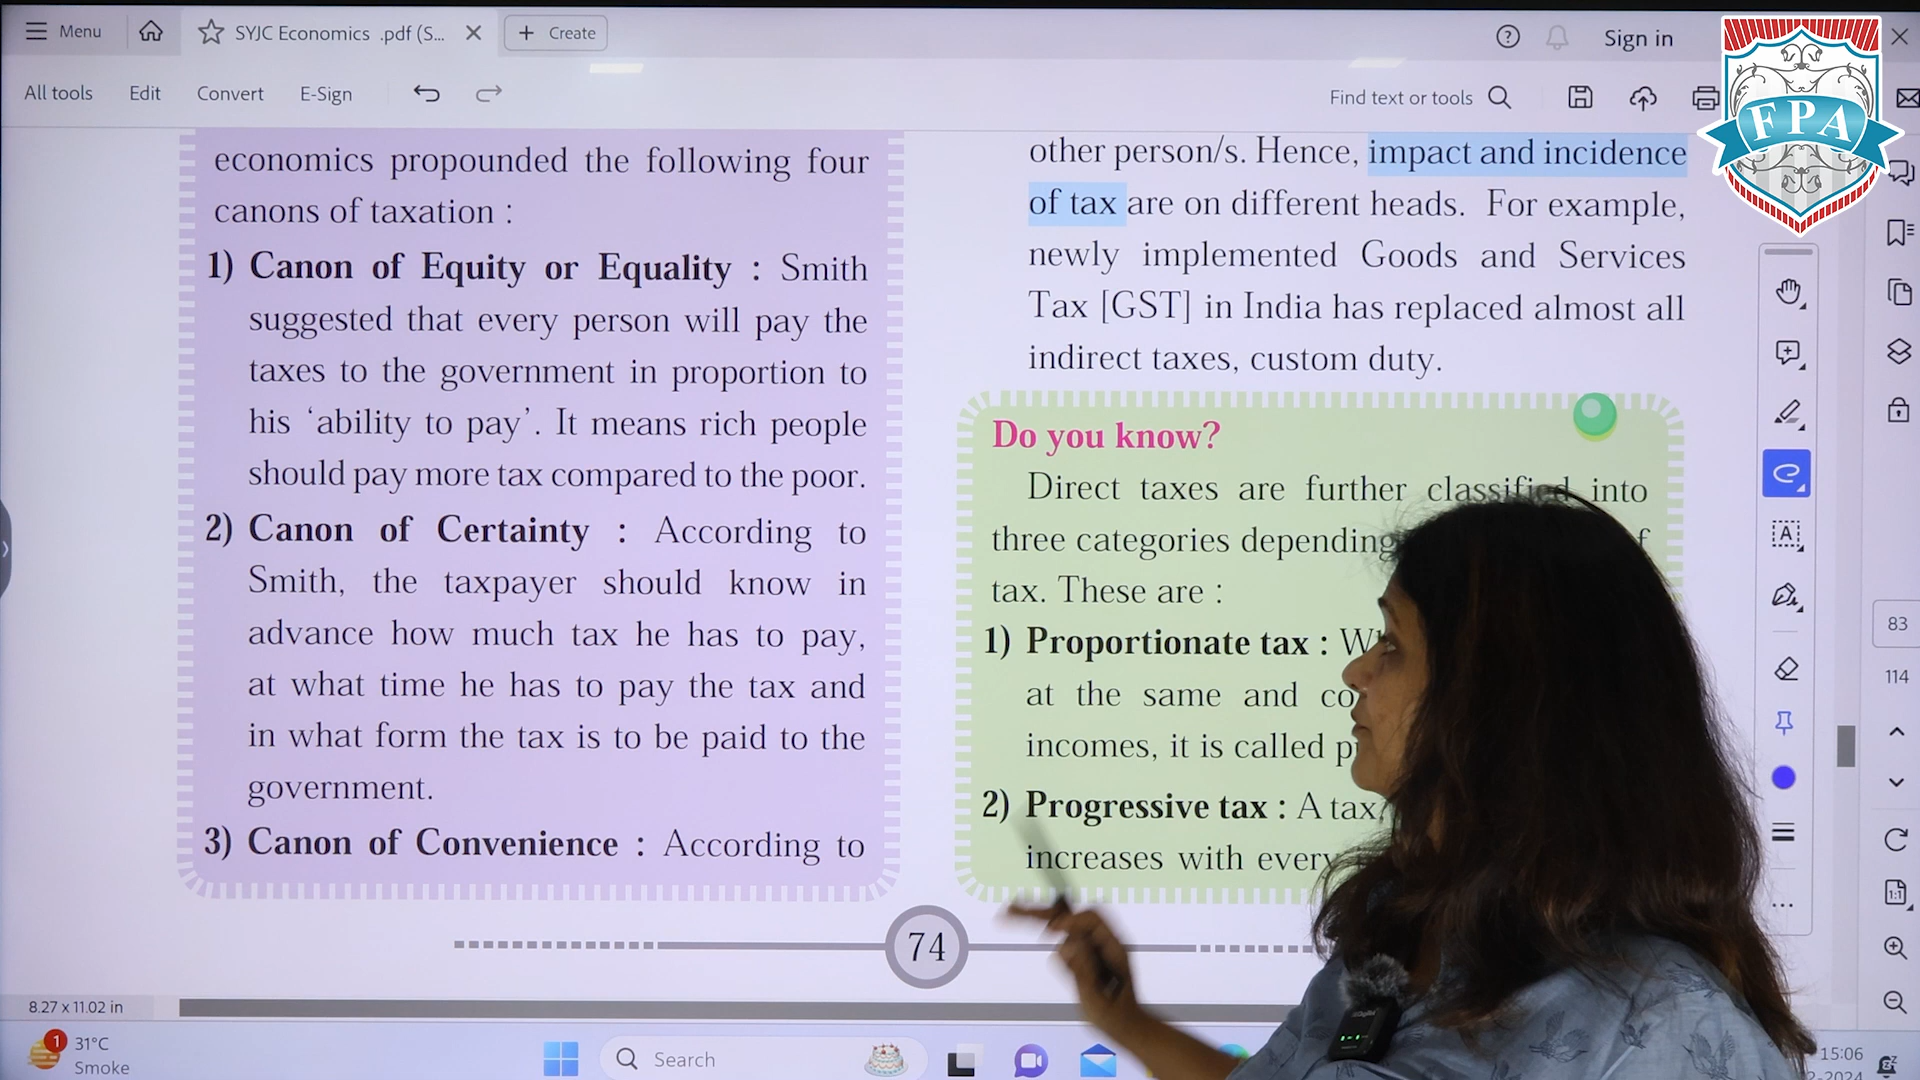 Menu
SYJC Economics .pdf (S...
Create
Sign in
All tools
Edit
Convert
E-Sign
Find text or tools
FPA
economics propounded the following four
canons of taxation :
1) Canon of Equity or Equality : Smith
suggested that every person will pay the
taxes to the government in proportion to
his ‘ability to pay’. It means rich people
should pay more tax compared to the poor.
2) Canon of Certainty : According to
Smith, the taxpayer should know in
advance how much tax he has to pay,
at what time he has to pay the tax and
in what form the tax is to be paid to the
government.
3) Canon of Convenience : According to
other person/s. Hence, impact and incidence
of tax are on different heads. For example,
newly implemented Goods and Services
Tax [GST] in India has replaced almost all
indirect taxes, custom duty.
Do you know?
Direct taxes are further classified into
three categories depending
tax. These are :
1) Proportionate tax :
at the same and
incomes, it is called
2) Progressive tax : A tax,
increases with every
74
83
114
1:1
8.27 x 11.02 in
1
31°C
Smoke
Search
15:06